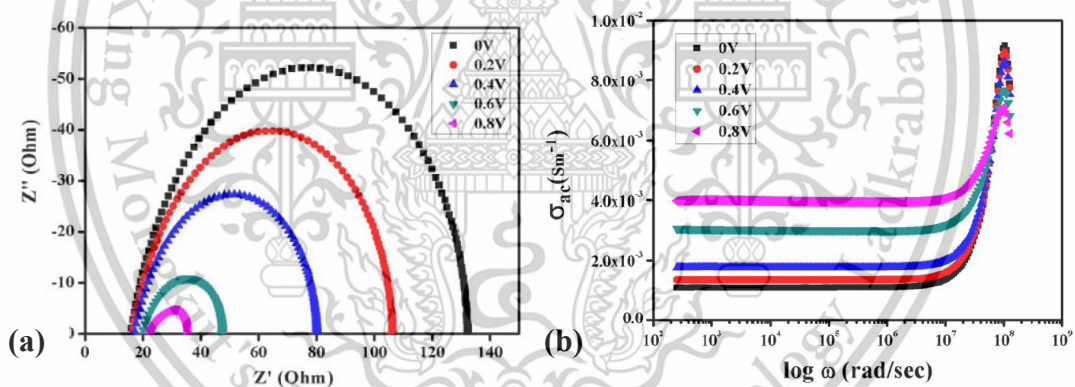 -60
-50
-40
-30
-20
-10
0
Z'' (Ohm)
0V
0.2V
0.4V
0.6V
0.8V
0 20 40 60 80 100 120 140
Z' (Ohm)
(a)
1.0x10⁻²
8.0x10⁻³
6.0x10⁻³
4.0x10⁻³
2.0x10⁻³
0.0
σac(Sm⁻¹)
0V
0.2V
0.4V
0.6V
0.8V
10² 10³ 10⁴ 10⁵ 10⁶ 10⁷ 10⁸ 10⁹
log ω (rad/sec)
(b)
King Mong
Ladkrabang